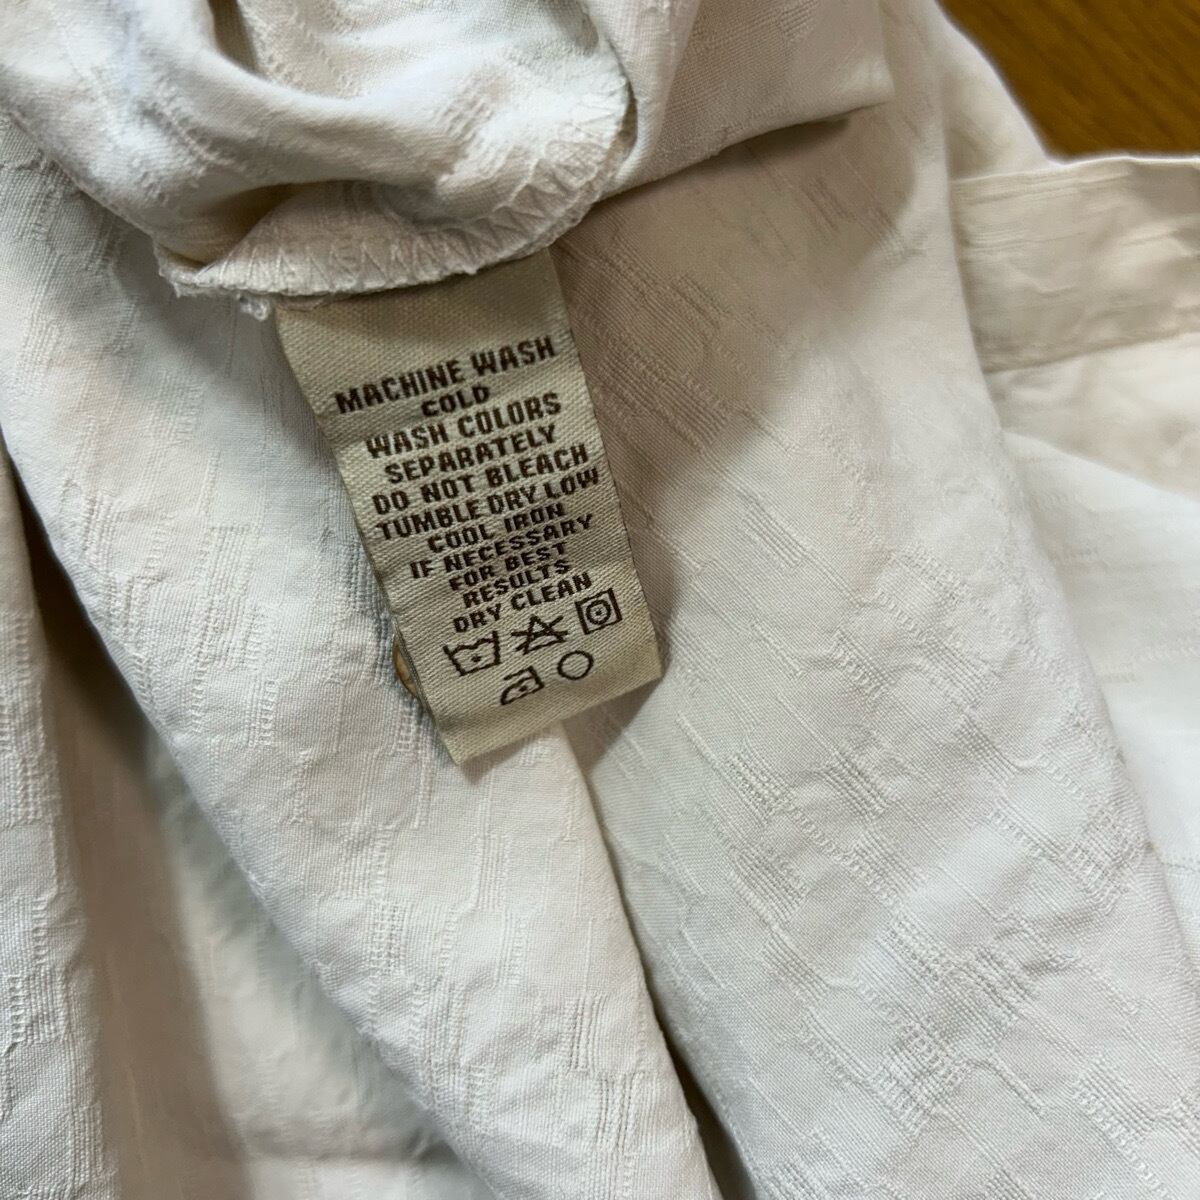 MACHINE WASH
COLD
WASH COLORS
SEPARATELY
DO NOT BLEACH
TUMBLE DRY LOW
COOL IRON
IF NECESSARY
FOR BEST
RESULTS
DRY CLEAN